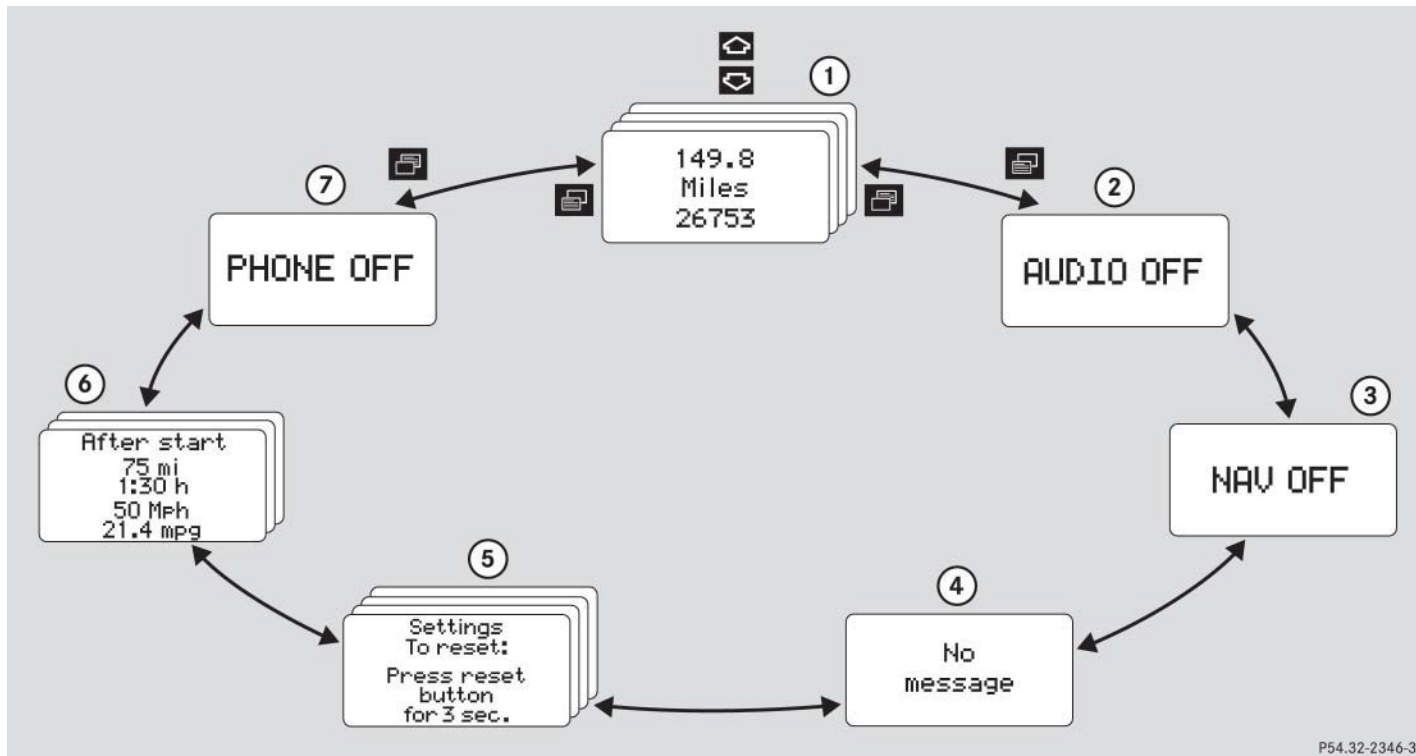 1
149.8
Miles
26753
2
AUDIO OFF
3
NAV OFF
4
No
message
5
Settings
To reset:
Press reset
button
for 3 sec.
6
After start
75 mi
1:30 h
50 Mph
21.4 mpg
7
PHONE OFF
P54.32-2346-3